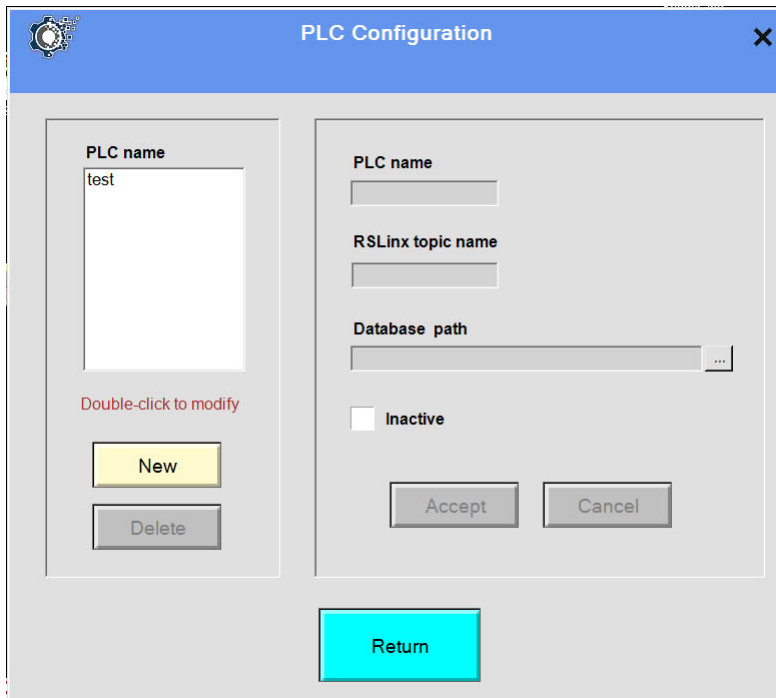 PLC Configuration
PLC name
test
Double-click to modify
New
Delete
PLC name
RSLinx topic name
Database path
...
Inactive
Accept
Cancel
Return